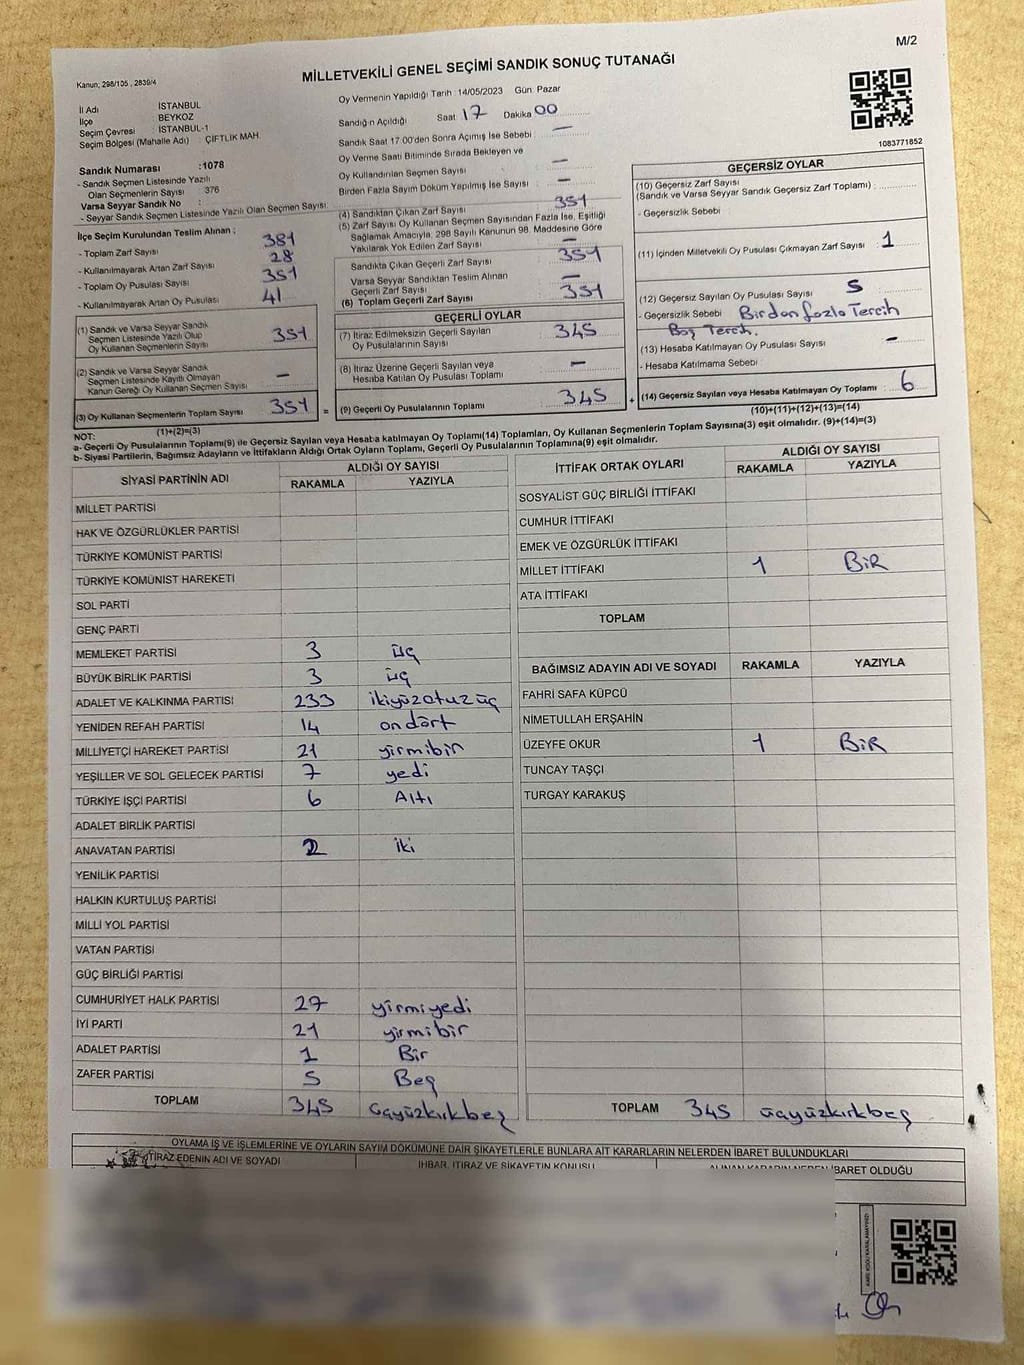 M/2
Kanun; 298/105 , 2839/4
MİLLETVEKİLİ GENEL SEÇİMİ SANDIK SONUÇ TUTANAĞI
İl Adı İSTANBUL
İlçe BEYKOZ
Seçim Çevresi : İSTANBUL-1
Seçim Bölgesi (Mahalle Adı) : ÇİFTLİK MAH.
Sandık Numarası :1078
- Sandık Seçmen Listesinde Yazılı
Olan Seçmenlerin Sayısı : 376
Varsa Seyyar Sandık No :
- Seyyar Sandık Seçmen Listesinde Yazılı Olan Seçmen Sayısı:
İlçe Seçim Kurulundan Teslim Alınan ;
- Toplam Zarf Sayısı 381
- Kullanılmayarak Artan Zarf Sayısı 28
- Toplam Oy Pusulası Sayısı 351
- Kullanılmayarak Artan Oy Pusulası 41
(1) Sandık ve Varsa Seyyar Sandık
Seçmen Listesinde Yazılı Olup
Oy Kullanan Seçmenlerin Sayısı 351
(2) Sandık ve Varsa Seyyar Sandık
Seçmen Listesinde Kayıtlı Olmayan
Kanun Gereği Oy Kullanan Seçmen Sayısı –
(3) Oy Kullanan Seçmenlerin Toplam Sayısı 351 =
(1)+(2)=(3)
Oy Vermenin Yapıldığı Tarih :14/05/2023 Gün: Pazar
Sandığın Açıldığı Saat 17 Dakika 00
Sandık Saat 17:00'den Sonra Açılmış İse Sebebi : –
Oy Verme Saati Bitiminde Sırada Bekleyen ve
Oy Kullandırılan Seçmen Sayısı –
Birden Fazla Sayım Döküm Yapılmış İse Sayısı –
(4) Sandıktan Çıkan Zarf Sayısı 351
(5) Zarf Sayısı Oy Kullanan Seçmen Sayısından Fazla İse, Eşitliği
Sağlamak Amacıyla, 298 Sayılı Kanunun 98. Maddesine Göre
Yakılarak Yok Edilen Zarf Sayısı –
Sandıkta Çıkan Geçerli Zarf Sayısı 351
Varsa Seyyar Sandıktan Teslim Alınan
Geçerli Zarf Sayısı –
(6) Toplam Geçerli Zarf Sayısı 351
GEÇERLİ OYLAR
(7) İtiraz Edilmeksizin Geçerli Sayılan
Oy Pusulalarının Sayısı 345
(8) İtiraz Üzerine Geçerli Sayılan veya
Hesaba Katılan Oy Pusulası Toplamı –
(9) Geçerli Oy Pusulalarının Toplamı 345 +
1083771852
GEÇERSİZ OYLAR
(10) Geçersiz Zarf Sayısı
(Sandık ve Varsa Seyyar Sandık Geçersiz Zarf Toplamı) :
- Geçersizlik Sebebi
(11) İçinden Milletvekili Oy Pusulası Çıkmayan Zarf Sayısı : 1
(12) Geçersiz Sayılan Oy Pusulası Sayısı : 5
- Geçersizlik Sebebi Birden fazla Tercih
Boş Tercih.
(13) Hesaba Katılmayan Oy Pusulası Sayısı : –
- Hesaba Katılmama Sebebi :
(14) Geçersiz Sayılan veya Hesaba Katılmayan Oy Toplamı : 6
(10)+(11)+(12)+(13)=(14)
NOT:
a- Geçerli Oy Pusulalarının Toplamı(9) ile Geçersiz Sayılan veya Hesaba katılmayan Oy Toplamı(14) Toplamları, Oy Kullanan Seçmenlerin Toplam Sayısına(3) eşit olmalıdır. (9)+(14)=(3)
b- Siyasi Partilerin, Bağımsız Adayların ve İttifakların Aldığı Ortak Oyların Toplamı, Geçerli Oy Pusulalarının Toplamına(9) eşit olmalıdır.
SİYASİ PARTİNİN ADI ALDIĞI OY SAYISI
RAKAMLA YAZIYLA
MİLLET PARTİSİ
HAK VE ÖZGÜRLÜKLER PARTİSİ
TÜRKİYE KOMÜNİST PARTİSİ
TÜRKİYE KOMÜNİST HAREKETİ
SOL PARTİ
GENÇ PARTİ
MEMLEKET PARTİSİ 3 üç
BÜYÜK BİRLİK PARTİSİ 3 üç
ADALET VE KALKINMA PARTİSİ 233 ikiyüzotuzüç
YENİDEN REFAH PARTİSİ 14 ondört
MİLLİYETÇİ HAREKET PARTİSİ 21 yirmibir
YEŞİLLER VE SOL GELECEK PARTİSİ 7 yedi
TÜRKİYE İŞÇİ PARTİSİ 6 Altı
ADALET BİRLİK PARTİSİ
ANAVATAN PARTİSİ 2 iki
YENİLİK PARTİSİ
HALKIN KURTULUŞ PARTİSİ
MİLLİ YOL PARTİSİ
VATAN PARTİSİ
GÜÇ BİRLİĞİ PARTİSİ
CUMHURİYET HALK PARTİSİ 27 yirmiyedi
İYİ PARTİ 21 yirmibir
ADALET PARTİSİ 1 Bir
ZAFER PARTİSİ 5 Beş
TOPLAM 345 üçyüzkırkbeş
İTTİFAK ORTAK OYLARI ALDIĞI OY SAYISI
RAKAMLA YAZIYLA
SOSYALİST GÜÇ BİRLİĞİ İTTİFAKI
CUMHUR İTTİFAKI
EMEK VE ÖZGÜRLÜK İTTİFAKI
MİLLET İTTİFAKI 1 BİR
ATA İTTİFAKI
TOPLAM
BAĞIMSIZ ADAYIN ADI VE SOYADI RAKAMLA YAZIYLA
FAHRİ SAFA KÜPCÜ
NİMETULLAH ERŞAHİN
ÜZEYFE OKUR 1 BİR
TUNCAY TAŞÇI
TURGAY KARAKUŞ
TOPLAM 345 üçyüzkırkbeş
OYLAMA İŞ VE İŞLEMLERİNE VE OYLARIN SAYIM DÖKÜMÜNE DAİR ŞİKAYETLERLE BUNLARA AİT KARARLARIN NELERDEN İBARET BULUNDUKLARI
İTİRAZ EDENİN ADI VE SOYADI İHBAR, İTİRAZ VE ŞİKAYETİN KONUSU ALINAN KARARIN NEDEN İBARET OLDUĞU
KARE KODU KARALAMAYINIZ!